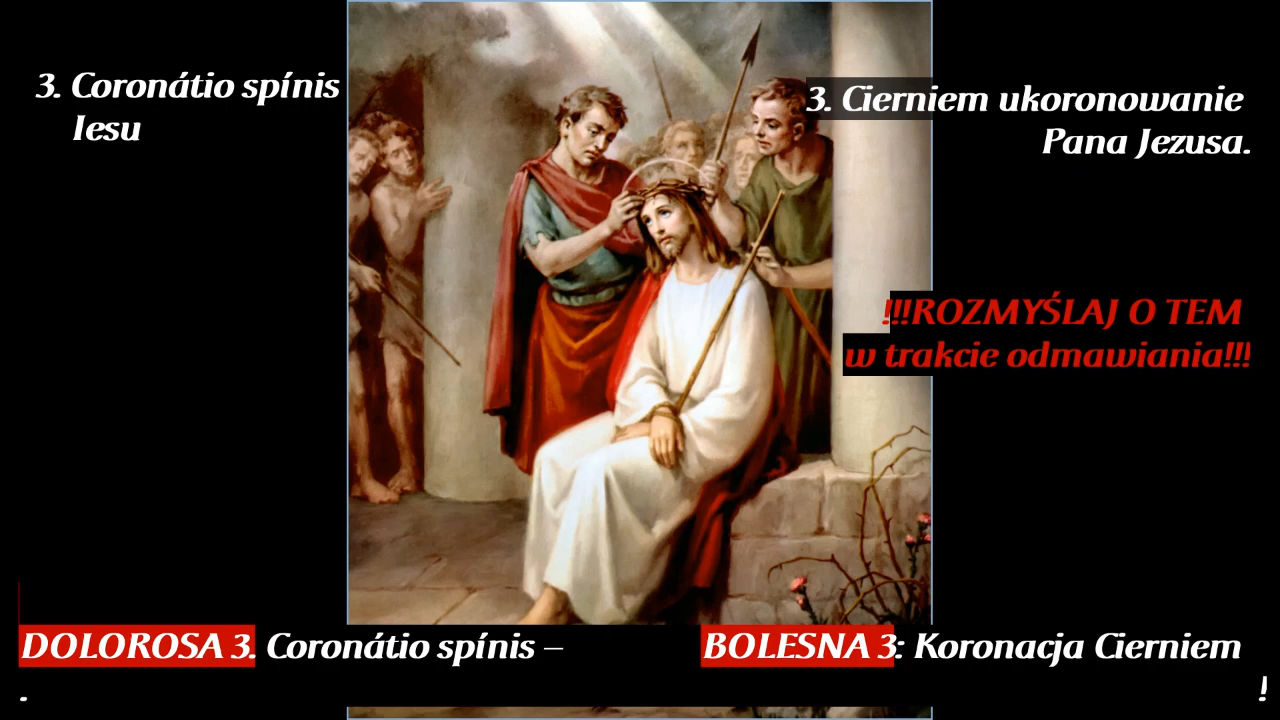 3. Coronátio spínis
Iesu
3. Cierniem ukoronowanie
Pana Jezusa.
!!!ROZMYŚLAJ O TEM
w trakcie odmawiania!!!
DOLOROSA 3. Coronátio spínis –
.
BOLESNA 3: Koronacja Cierniem
!